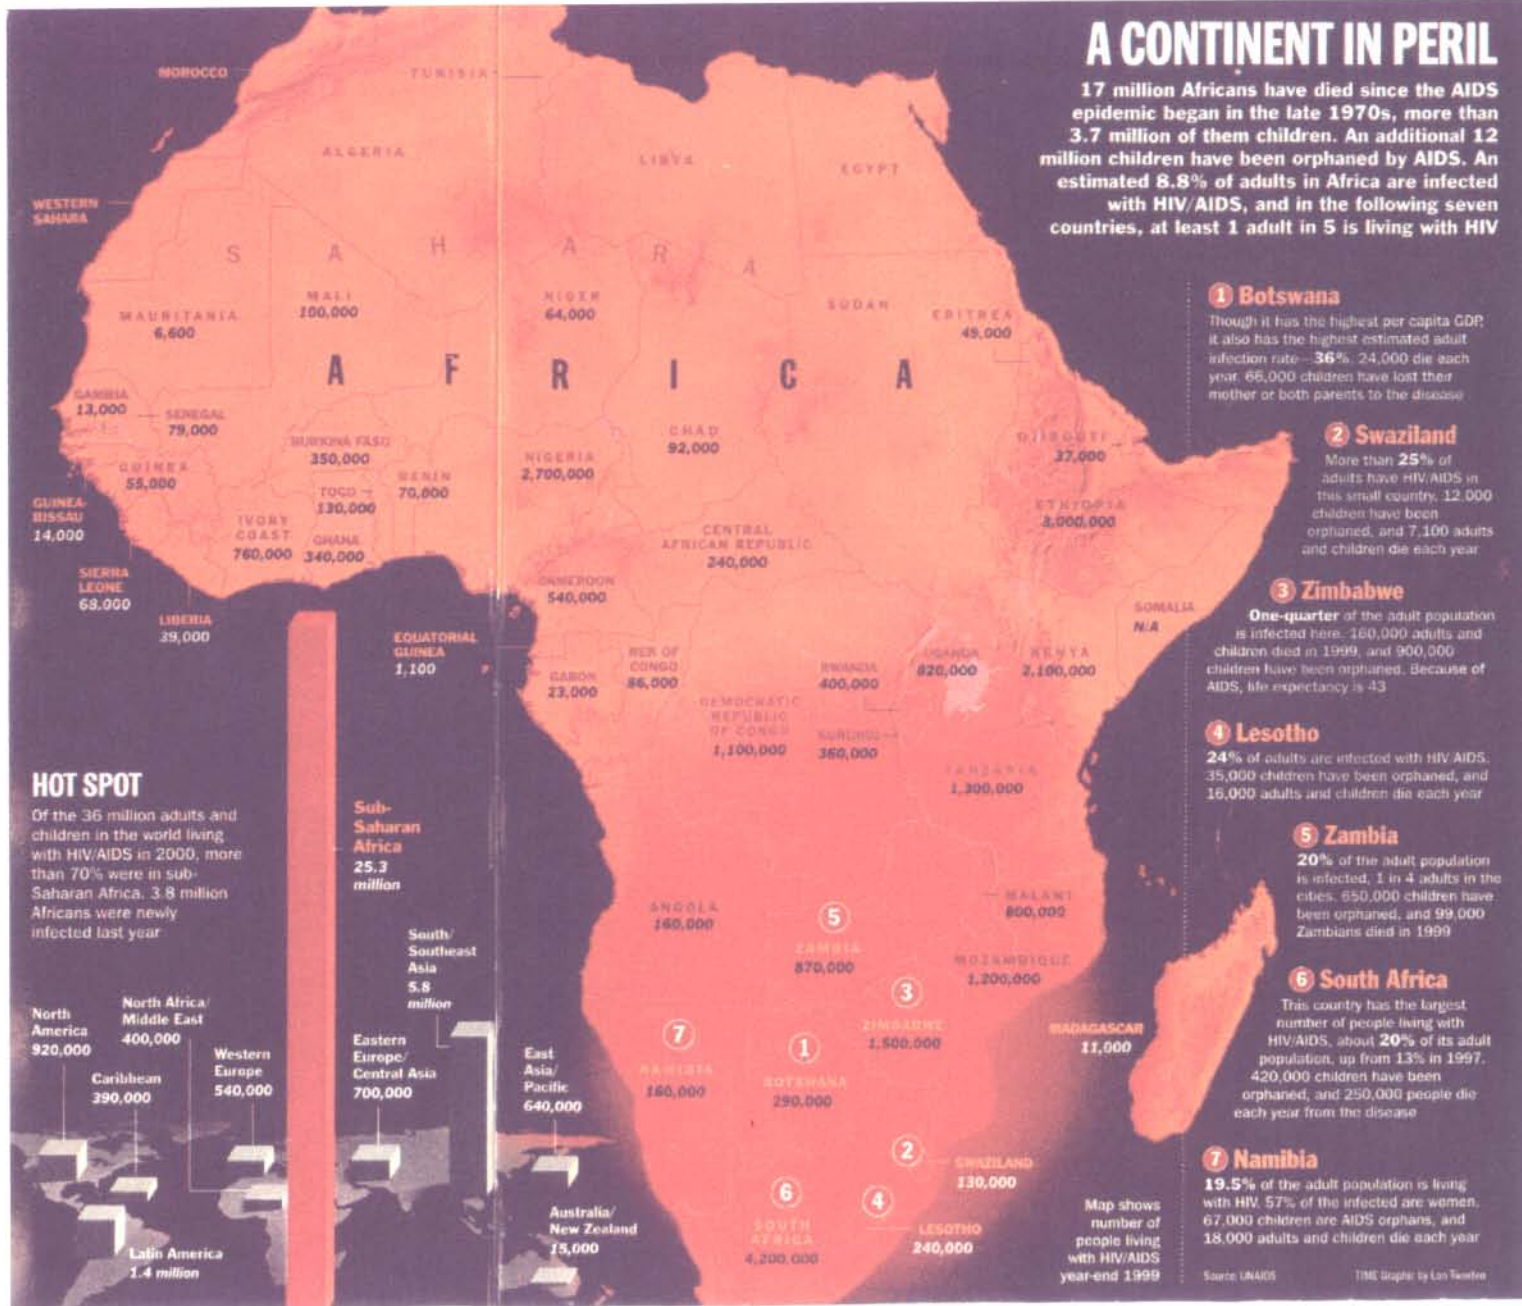 A CONTINENT IN PERIL
17 million Africans have died since the AIDS
epidemic began in the late 1970s, more than
3.7 million of them children. An additional 12
million children have been orphaned by AIDS. An
estimated 8.8% of adults in Africa are infected
with HIV/AIDS, and in the following seven
countries, at least 1 adult in 5 is living with HIV
MOROCCO
TUNISIA
ALGERIA
LIBYA
EGYPT
WESTERN
SAHARA
S A H A R A
MAURITANIA
6,600
MALI
100,000
NIGER
64,000
SUDAN
ERITREA
49,000
AFRICA
GAMBIA
13,000
SENEGAL
79,000
BURKINA FASO
350,000
CHAD
92,000
DJIBOUTI
37,000
GUINEA
55,000
NIGERIA
2,700,000
BENIN
70,000
TOGO
130,000
GUINEA-
BISSAU
14,000
IVORY
COAST
760,000
GHANA
340,000
CENTRAL
AFRICAN REPUBLIC
240,000
ETHIOPIA
3,000,000
SIERRA
LEONE
68,000
LIBERIA
39,000
CAMEROON
540,000
SOMALIA
N/A
EQUATORIAL
GUINEA
1,100
GABON
23,000
REP. OF
CONGO
86,000
RWANDA
400,000
UGANDA
820,000
KENYA
2,100,000
DEMOCRATIC
REPUBLIC
OF CONGO
1,100,000
BURUNDI
360,000
TANZANIA
1,300,000
ANGOLA
160,000
5
ZAMBIA
870,000
MALAWI
800,000
MOZAMBIQUE
1,200,000
3
ZIMBABWE
1,500,000
7
NAMIBIA
160,000
1
BOTSWANA
290,000
MADAGASCAR
11,000
2
SWAZILAND
130,000
6
SOUTH
AFRICA
4,200,000
4
LESOTHO
240,000
Map shows
number of
people living
with HIV/AIDS
year-end 1999
1 Botswana
Though it has the highest per capita GDP,
it also has the highest estimated adult
infection rate—36%. 24,000 die each
year. 66,000 children have lost their
mother or both parents to the disease
2 Swaziland
More than 25% of
adults have HIV/AIDS in
this small country. 12,000
children have been
orphaned, and 7,100 adults
and children die each year
3 Zimbabwe
One-quarter of the adult population
is infected here. 160,000 adults and
children died in 1999, and 900,000
children have been orphaned. Because of
AIDS, life expectancy is 43
4 Lesotho
24% of adults are infected with HIV/AIDS.
35,000 children have been orphaned, and
16,000 adults and children die each year
5 Zambia
20% of the adult population
is infected, 1 in 4 adults in the
cities. 650,000 children have
been orphaned, and 99,000
Zambians died in 1999
6 South Africa
This country has the largest
number of people living with
HIV/AIDS, about 20% of its adult
population, up from 13% in 1997.
420,000 children have been
orphaned, and 250,000 people die
each year from the disease
7 Namibia
19.5% of the adult population is living
with HIV. 57% of the infected are women.
67,000 children are AIDS orphans, and
18,000 adults and children die each year
Source: UNAIDS
TIME Graphic by Lon Tweeten
HOT SPOT
Of the 36 million adults and
children in the world living
with HIV/AIDS in 2000, more
than 70% were in sub-
Saharan Africa. 3.8 million
Africans were newly
infected last year
Sub-
Saharan
Africa
25.3
million
South/
Southeast
Asia
5.8
million
North
America
920,000
North Africa/
Middle East
400,000
Caribbean
390,000
Western
Europe
540,000
Eastern
Europe/
Central Asia
700,000
East
Asia/
Pacific
640,000
Australia/
New Zealand
15,000
Latin America
1.4 million